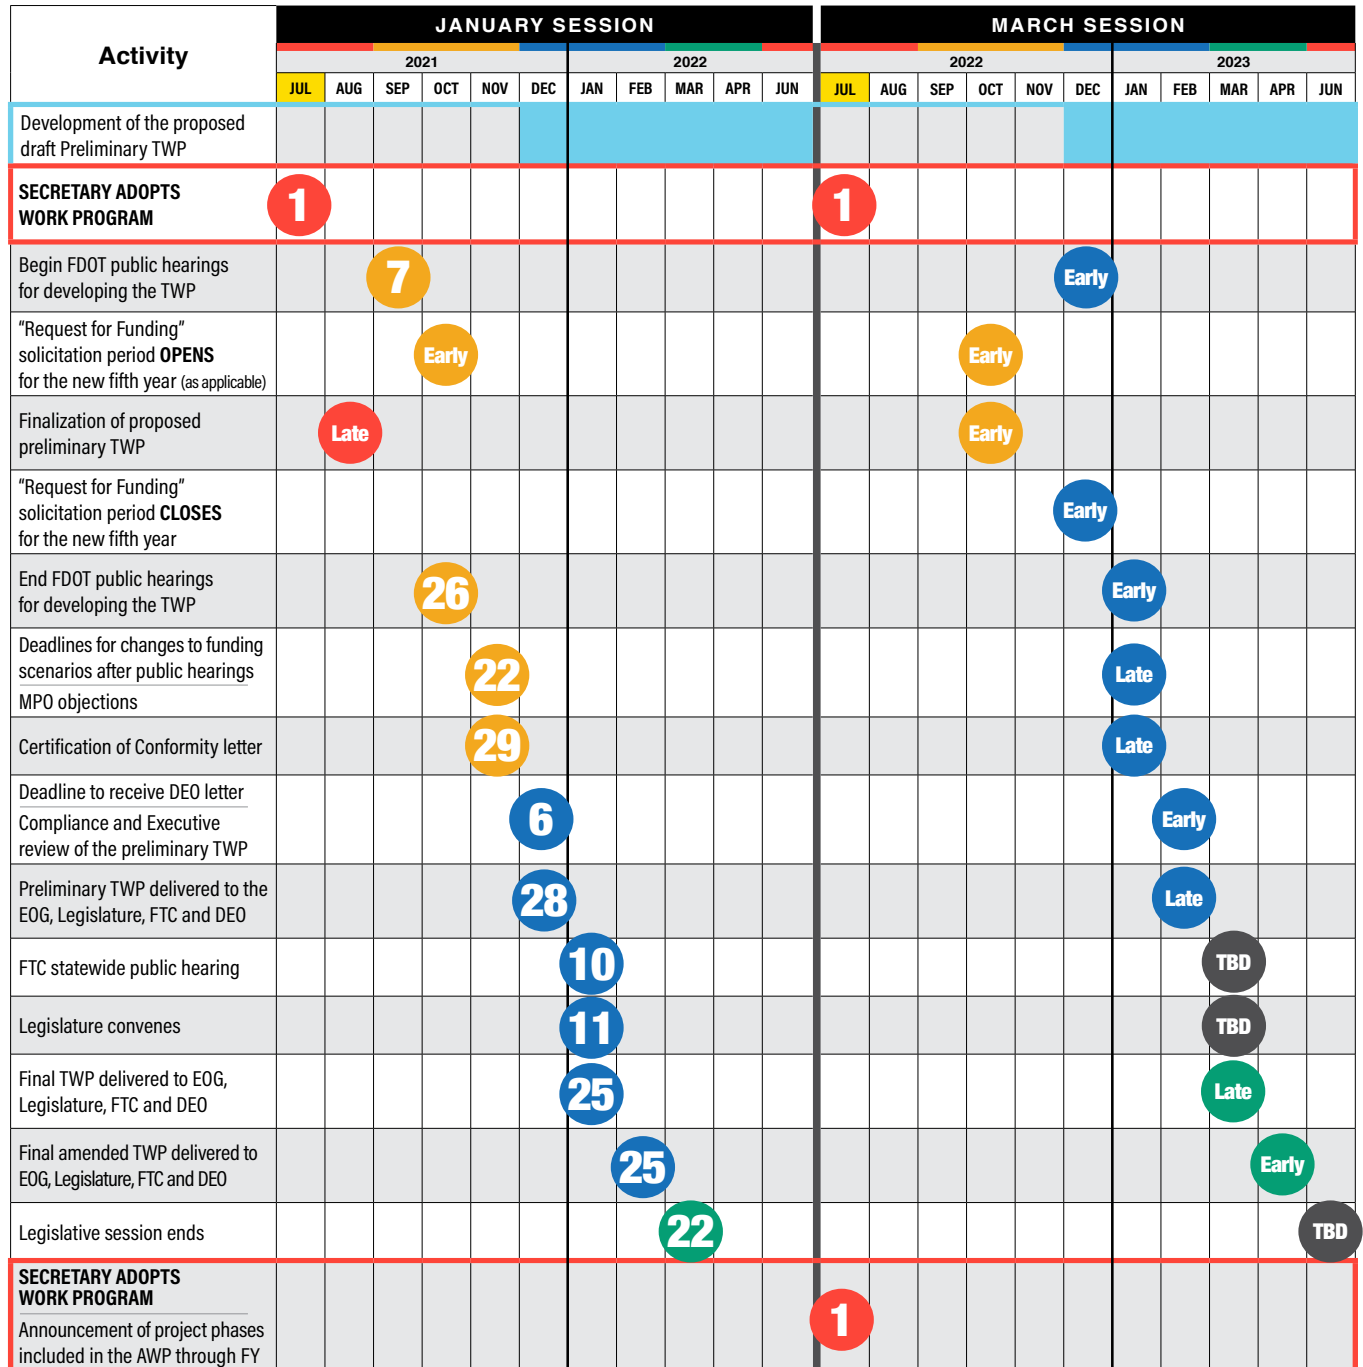 Activity
JANUARY SESSION
MARCH SESSION
2021
2022
2022
2023
JUL AUG SEP OCT NOV DEC JAN FEB MAR APR JUN
JUL AUG SEP OCT NOV DEC JAN FEB MAR APR JUN
Development of the proposed
draft Preliminary TWP
SECRETARY ADOPTS
WORK PROGRAM
1
1
Begin FDOT public hearings
for developing the TWP
7
Early
"Request for Funding"
solicitation period OPENS
for the new fifth year (as applicable)
Early
Early
Finalization of proposed
preliminary TWP
Late
Early
"Request for Funding"
solicitation period CLOSES
for the new fifth year
Early
End FDOT public hearings
for developing the TWP
26
Early
Deadlines for changes to funding
scenarios after public hearings
MPO objections
22
Late
Certification of Conformity letter
29
Late
Deadline to receive DEO letter
Compliance and Executive
review of the preliminary TWP
6
Early
Preliminary TWP delivered to the
EOG, Legislature, FTC and DEO
28
Late
FTC statewide public hearing
10
TBD
Legislature convenes
11
TBD
Final TWP delivered to EOG,
Legislature, FTC and DEO
25
Late
Final amended TWP delivered to
EOG, Legislature, FTC and DEO
25
Early
Legislative session ends
22
TBD
SECRETARY ADOPTS
WORK PROGRAM
Announcement of project phases
included in the AWP through FY
1